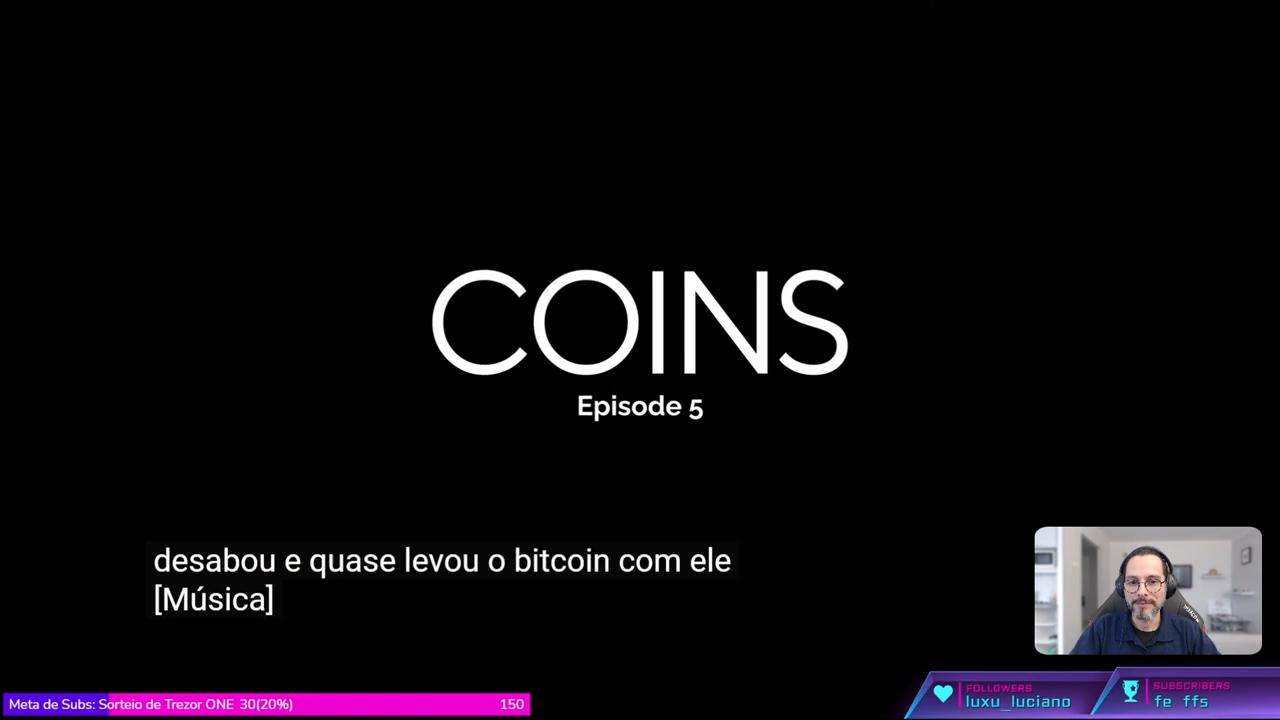 COINS
Episode 5
desabou e quase levou o bitcoin com ele
[Música]
Meta de Subs: Sorteio de Trezor ONE 30(20%)
150
FOLLOWERS
luxu_luciano
SUBSCRIBERS
fe ffs